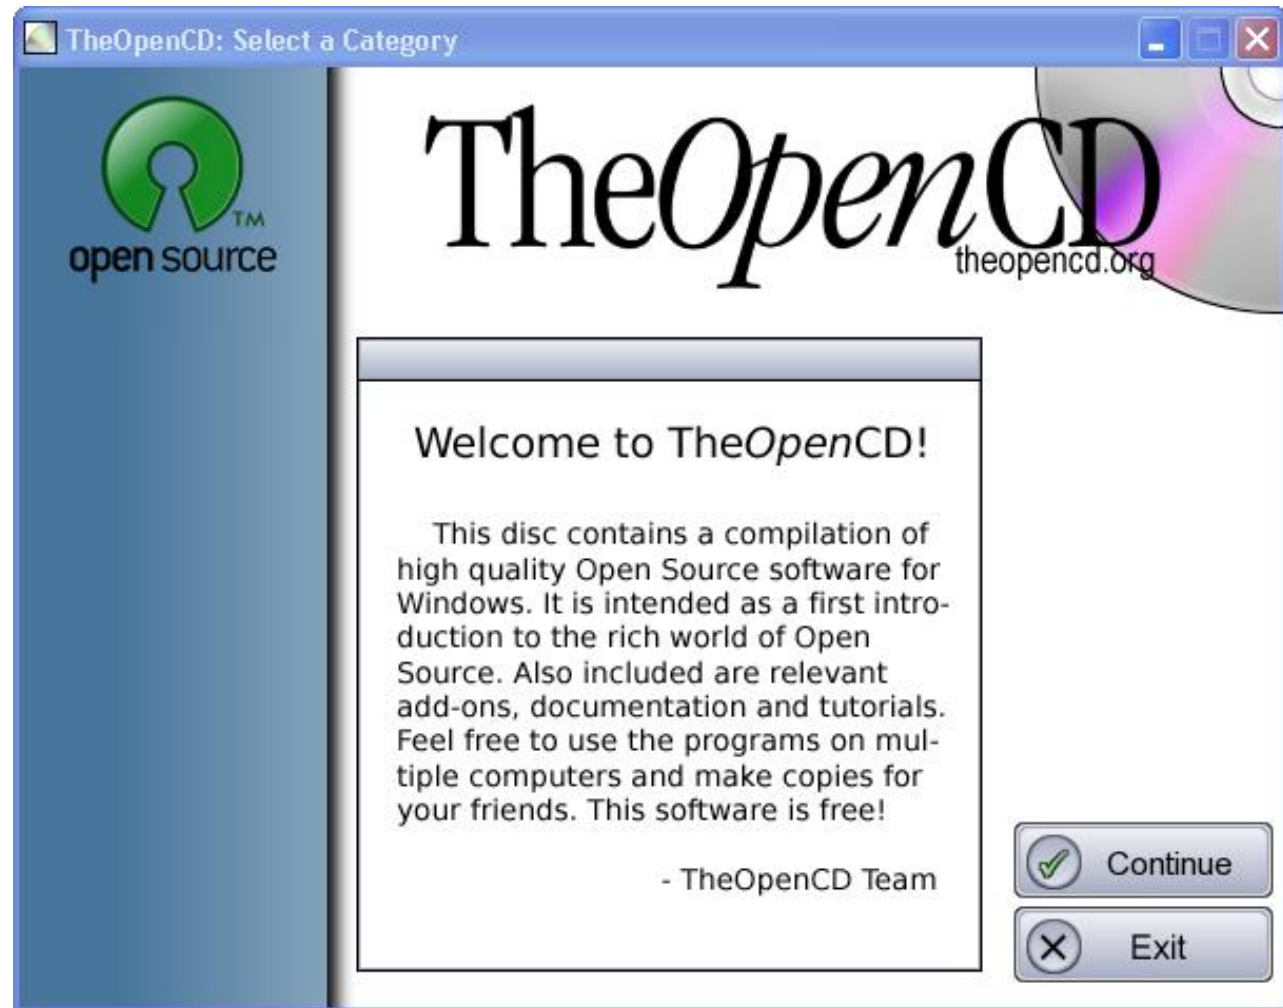 TheOpenCD: Select a Category
TM
open source
TheOpenCD
theopencd.org
Welcome to TheOpenCD!
This disc contains a compilation of
high quality Open Source software for
Windows. It is intended as a first intro-
duction to the rich world of Open
Source. Also included are relevant
add-ons, documentation and tutorials.
Feel free to use the programs on mul-
tiple computers and make copies for
your friends. This software is free!
- TheOpenCD Team
Continue
Exit